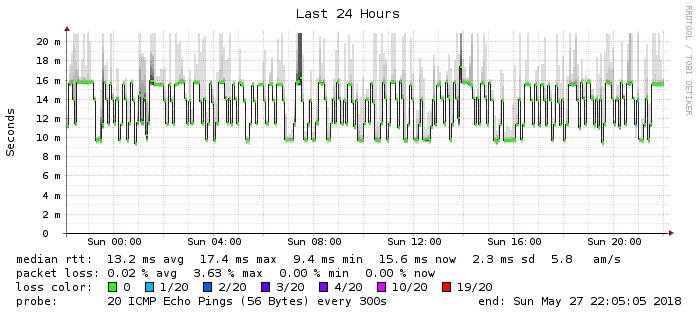 Last 24 Hours
RRDTOOL / TOBI OETIKER
Seconds
20 m
18 m
16 m
14 m
12 m
10 m
8 m
6 m
4 m
2 m
0
Sun 00:00 Sun 04:00 Sun 08:00 Sun 12:00 Sun 16:00 Sun 20:00
median rtt: 13.2 ms avg 17.4 ms max 9.4 ms min 15.6 ms now 2.3 ms sd 5.8 am/s
packet loss: 0.02 % avg 3.63 % max 0.00 % min 0.00 % now
loss color: 0 1/20 2/20 3/20 4/20 10/20 19/20
probe: 20 ICMP Echo Pings (56 Bytes) every 300s end: Sun May 27 22:05:05 2018